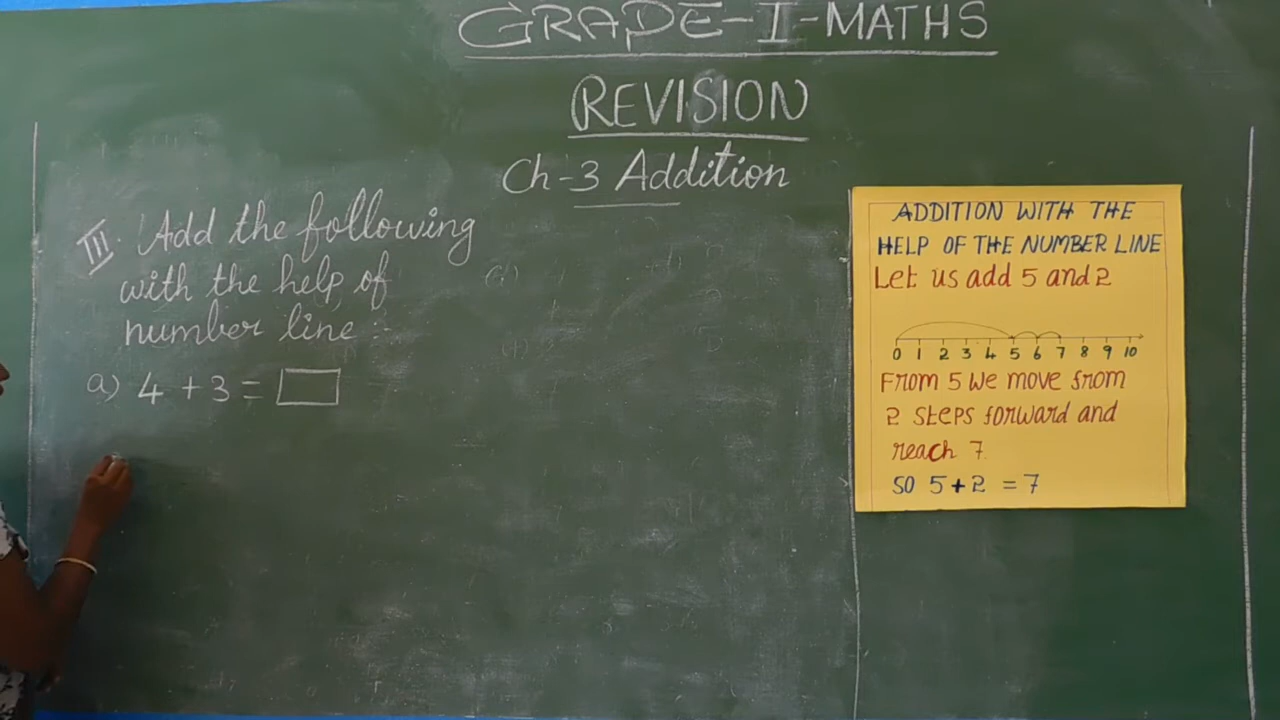 GRADE-I-MATHS
REVISION
Ch-3 Addition
III. Add the following
with the help of
number line :-
a) 4 + 3 =
ADDITION WITH THE
HELP OF THE NUMBER LINE
Let us add 5 and 2
0 1 2 3 4 5 6 7 8 9 10
From 5 we move from
2 steps forward and
reach 7.
So 5+2 =7